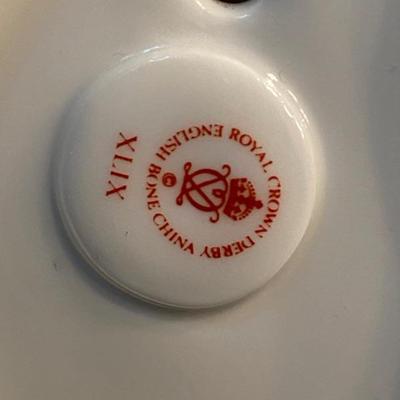 ROYAL CROWN DERBY
ENGLISH BONE CHINA
XLIX